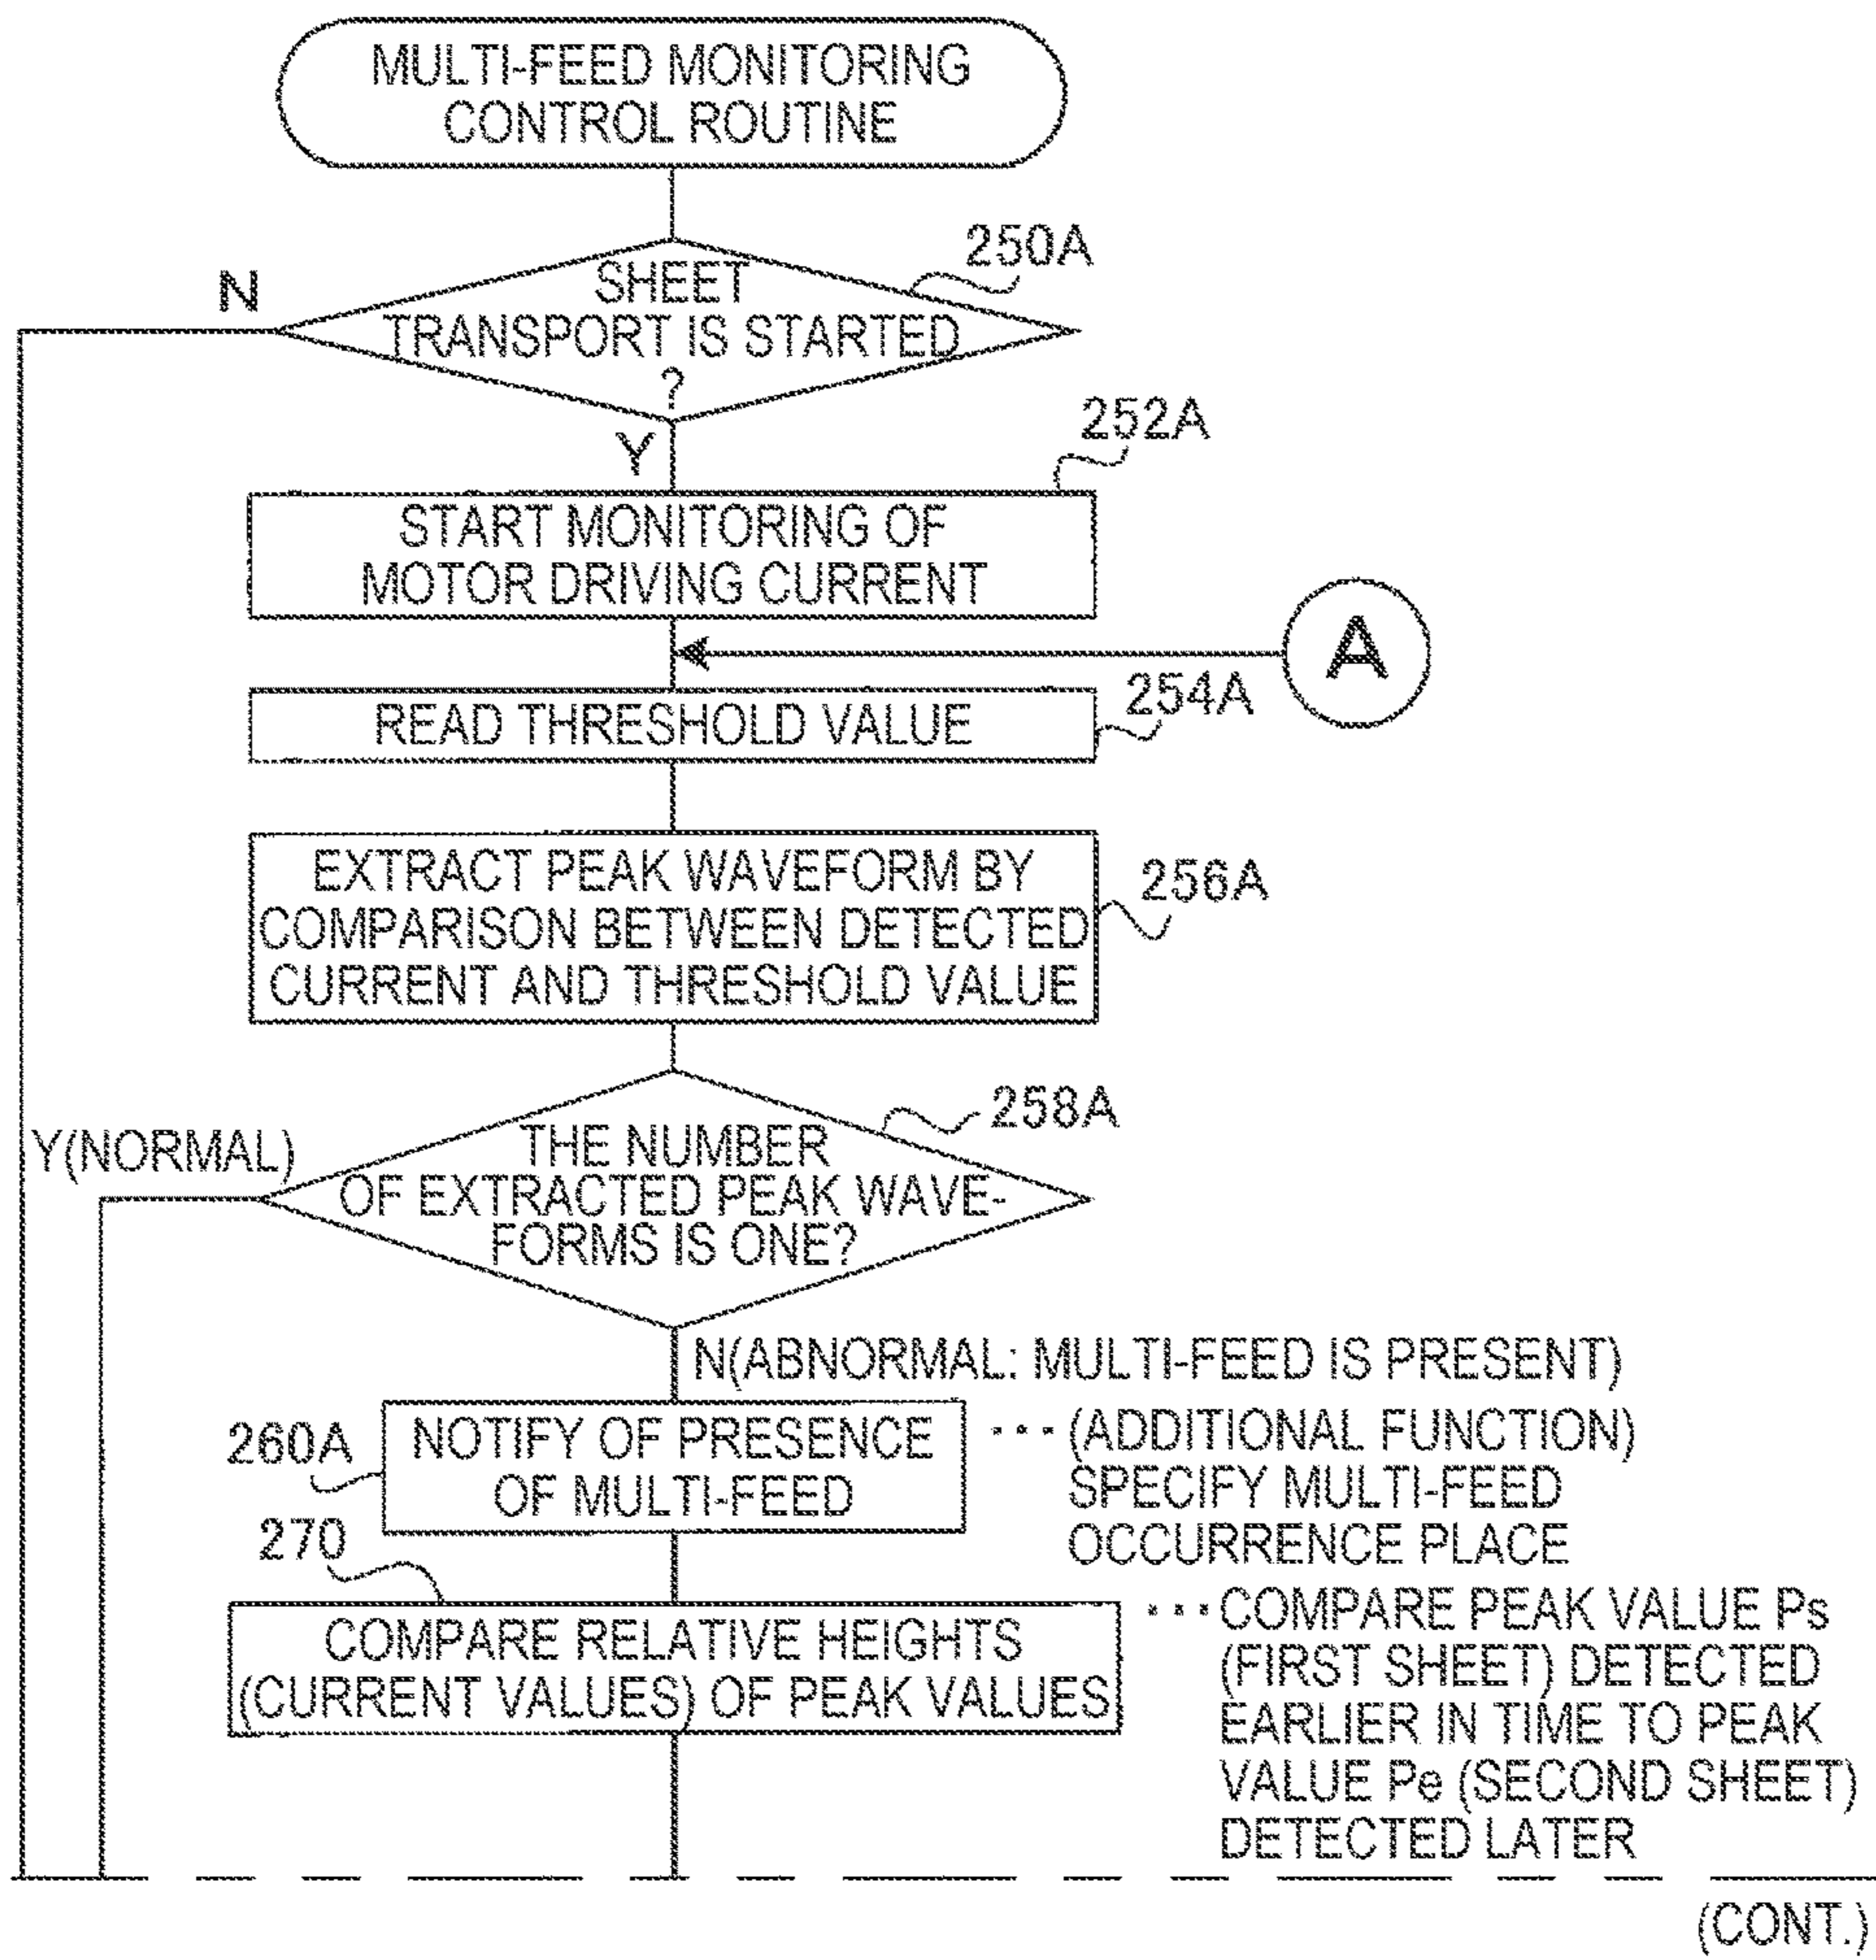 MULTI-FEED MONITORING
CONTROL ROUTINE
250A
N
SHEET
TRANSPORT IS STARTED
?
Y
252A
START MONITORING OF
MOTOR DRIVING CURRENT
A
254A
READ THRESHOLD VALUE
EXTRACT PEAK WAVEFORM BY
COMPARISON BETWEEN DETECTED
CURRENT AND THRESHOLD VALUE
256A
258A
Y(NORMAL)
THE NUMBER
OF EXTRACTED PEAK WAVE-
FORMS IS ONE?
N(ABNORMAL: MULTI-FEED IS PRESENT)
260A
NOTIFY OF PRESENCE
OF MULTI-FEED
···(ADDITIONAL FUNCTION)
SPECIFY MULTI-FEED
OCCURRENCE PLACE
270
COMPARE RELATIVE HEIGHTS
(CURRENT VALUES) OF PEAK VALUES
···COMPARE PEAK VALUE Ps
(FIRST SHEET) DETECTED
EARLIER IN TIME TO PEAK
VALUE Pe (SECOND SHEET)
DETECTED LATER
(CONT.)